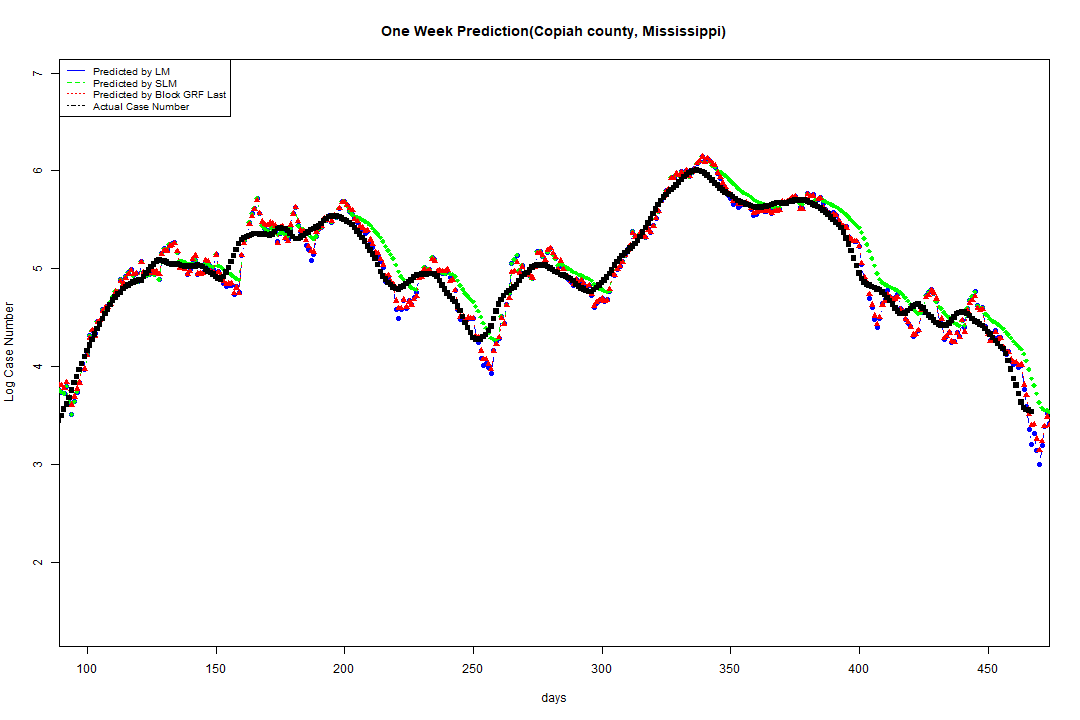 One Week Prediction(Copiah county, Mississippi)
Predicted by LM
Predicted by SLM
Predicted by Block GRF Last
Actual Case Number
7
6
5
4
3
2
Log Case Number
100 150 200 250 300 350 400 450
days